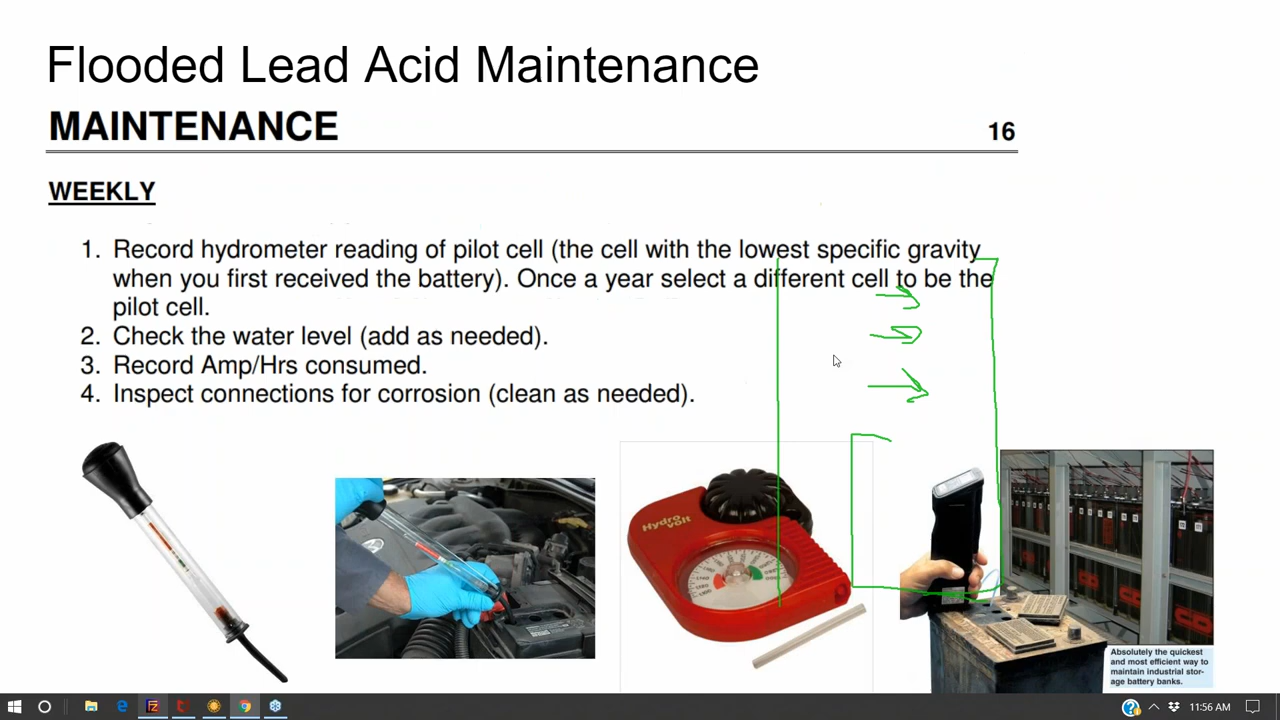 Flooded Lead Acid Maintenance
MAINTENANCE
16
WEEKLY
1. Record hydrometer reading of pilot cell (the cell with the lowest specific gravity
when you first received the battery). Once a year select a different cell to be the
pilot cell.
2. Check the water level (add as needed).
3. Record Amp/Hrs consumed.
4. Inspect connections for corrosion (clean as needed).
Hydro
volt
Absolutely the quickest
and most efficient way to
maintain industrial stor-
age battery banks.
11:56 AM